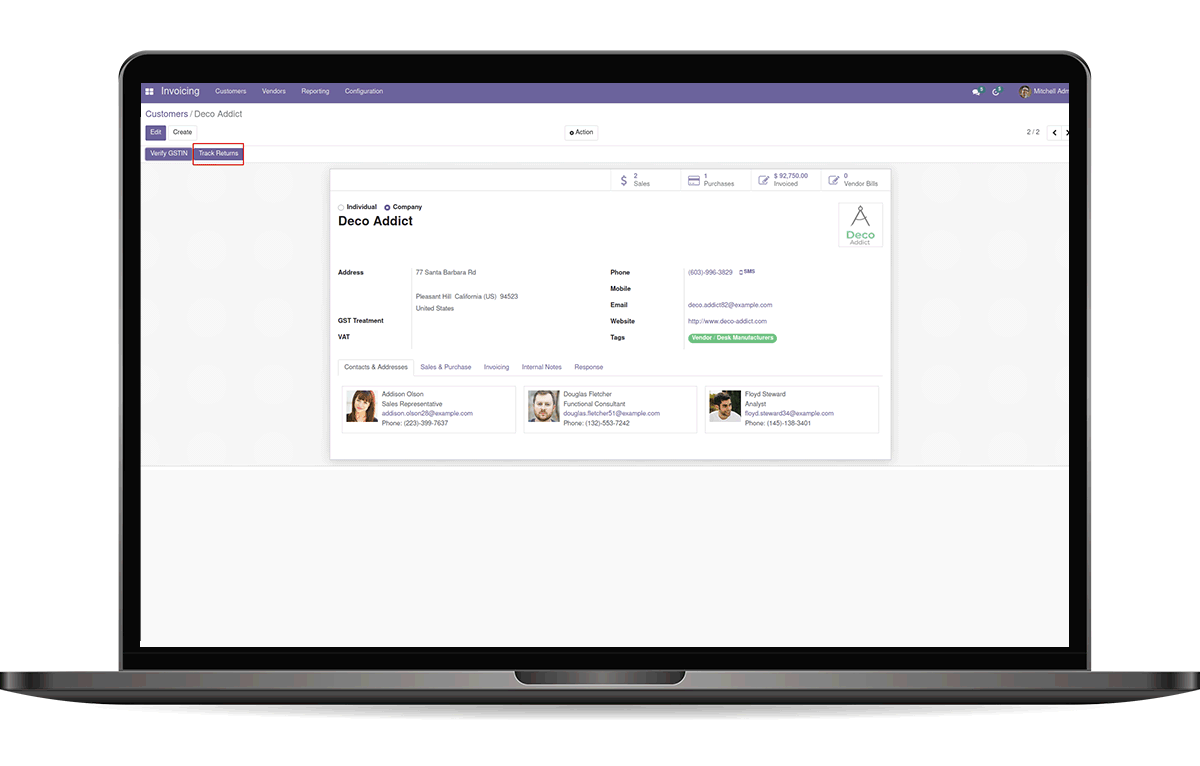 Invoicing Customers Vendors Reporting Configuration 5 3 Mitchell Adm
Customers / Deco Addict
Edit Create Action 2 / 2
Verify GSTIN Track Returns
2 Sales
1 Purchases
$ 92,750.00 Invoiced
0 Vendor Bills
Individual Company
Deco Addict
Deco
Addict
Address 77 Santa Barbara Rd
Pleasant Hill California (US) 94523
United States
GST Treatment
VAT
Phone (603)-996-3829 SMS
Mobile
Email deco.addict82@example.com
Website http://www.deco-addict.com
Tags Vendor / Desk Manufacturers
Contacts & Addresses Sales & Purchase Invoicing Internal Notes Response
Addison Olson
Sales Representative
addison.olson28@example.com
Phone: (223)-399-7637
Douglas Fletcher
Functional Consultant
douglas.fletcher51@example.com
Phone: (132)-553-7242
Floyd Steward
Analyst
floyd.steward34@example.com
Phone: (145)-138-3401